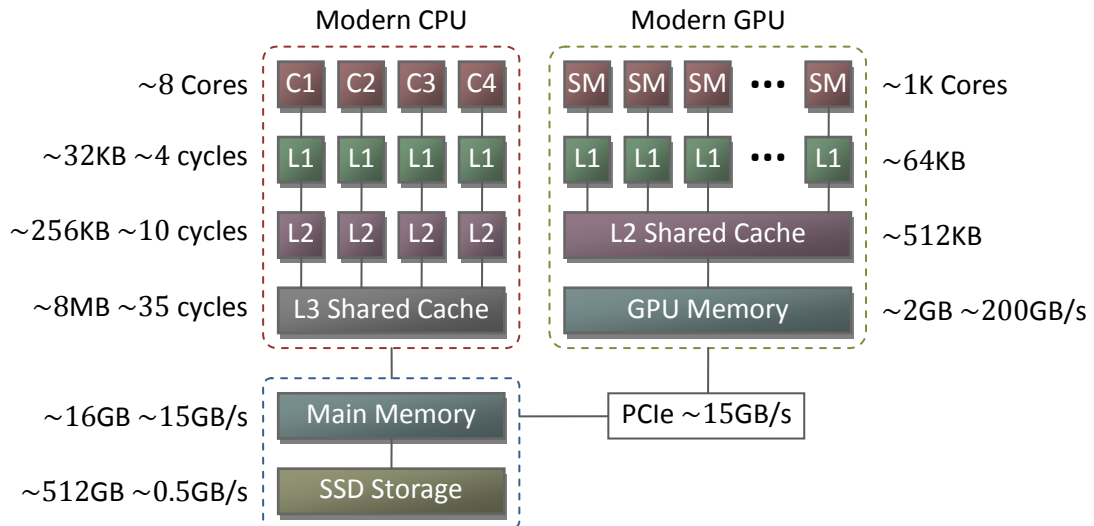 Modern CPU Modern GPU
~8 Cores C1 C2 C3 C4 SM SM SM ••• SM ~1K Cores
~32KB ~4 cycles L1 L1 L1 L1 L1 L1 L1 ••• L1 ~64KB
~256KB ~10 cycles L2 L2 L2 L2 L2 Shared Cache ~512KB
~8MB ~35 cycles L3 Shared Cache GPU Memory ~2GB ~200GB/s
~16GB ~15GB/s Main Memory PCIe ~15GB/s
~512GB ~0.5GB/s SSD Storage